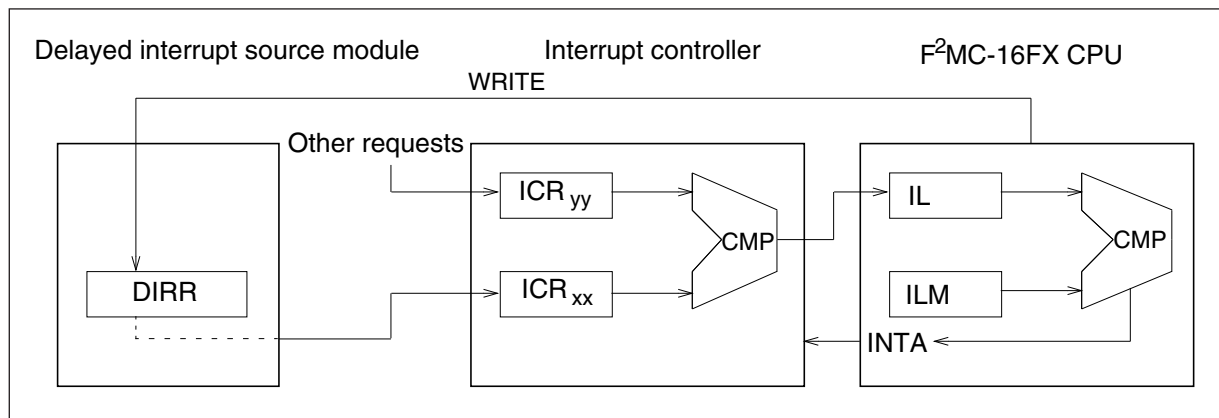 Delayed interrupt source module
Interrupt controller
F²MC-16FX CPU
WRITE
Other requests
ICR yy
CMP
IL
CMP
DIRR
ICR xx
ILM
INTA